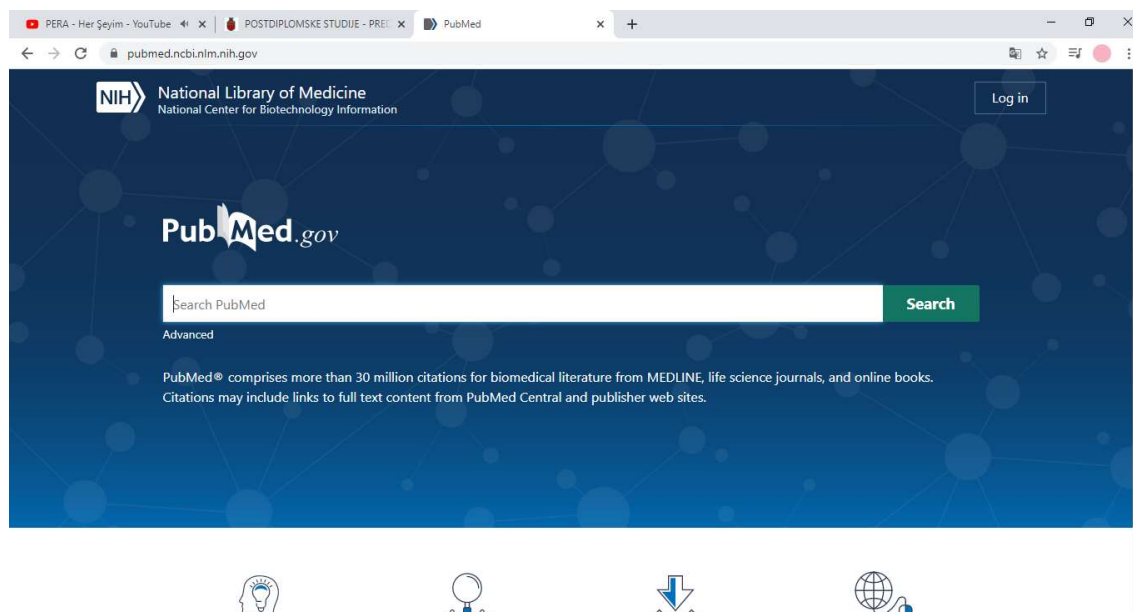 PERA - Her Şeyim - YouTube
POSTDIPLOMSKE STUDIJE - PRED
PubMed
pubmed.ncbi.nlm.nih.gov
NIH
National Library of Medicine
National Center for Biotechnology Information
Log in
PubMed.gov
Search PubMed
Search
Advanced
PubMed® comprises more than 30 million citations for biomedical literature from MEDLINE, life science journals, and online books.
Citations may include links to full text content from PubMed Central and publisher web sites.